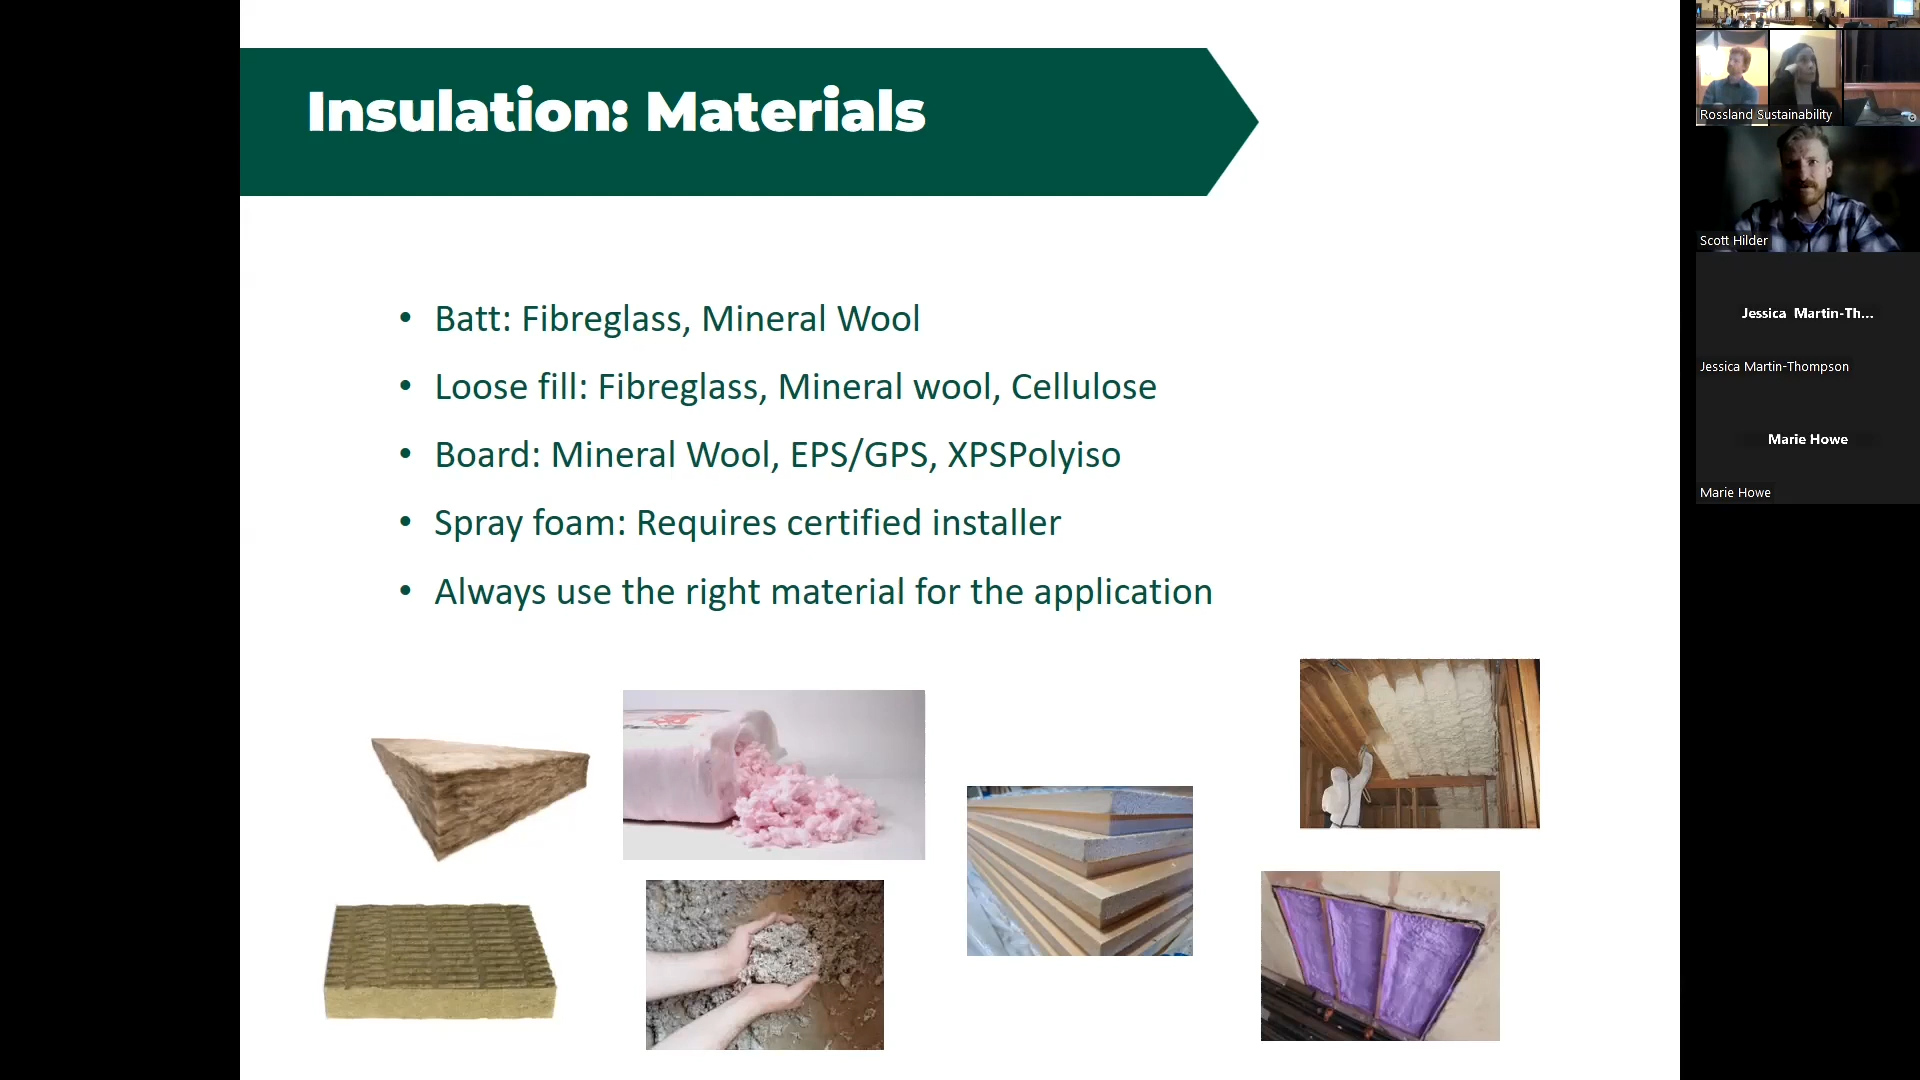 Insulation: Materials
• Batt: Fibreglass, Mineral Wool
• Loose fill: Fibreglass, Mineral wool, Cellulose
• Board: Mineral Wool, EPS/GPS, XPSPolyiso
• Spray foam: Requires certified installer
• Always use the right material for the application
Rossland Sustainability
Scott Hilder
Jessica Martin-Th...
Jessica Martin-Thompson
Marie Howe
Marie Howe